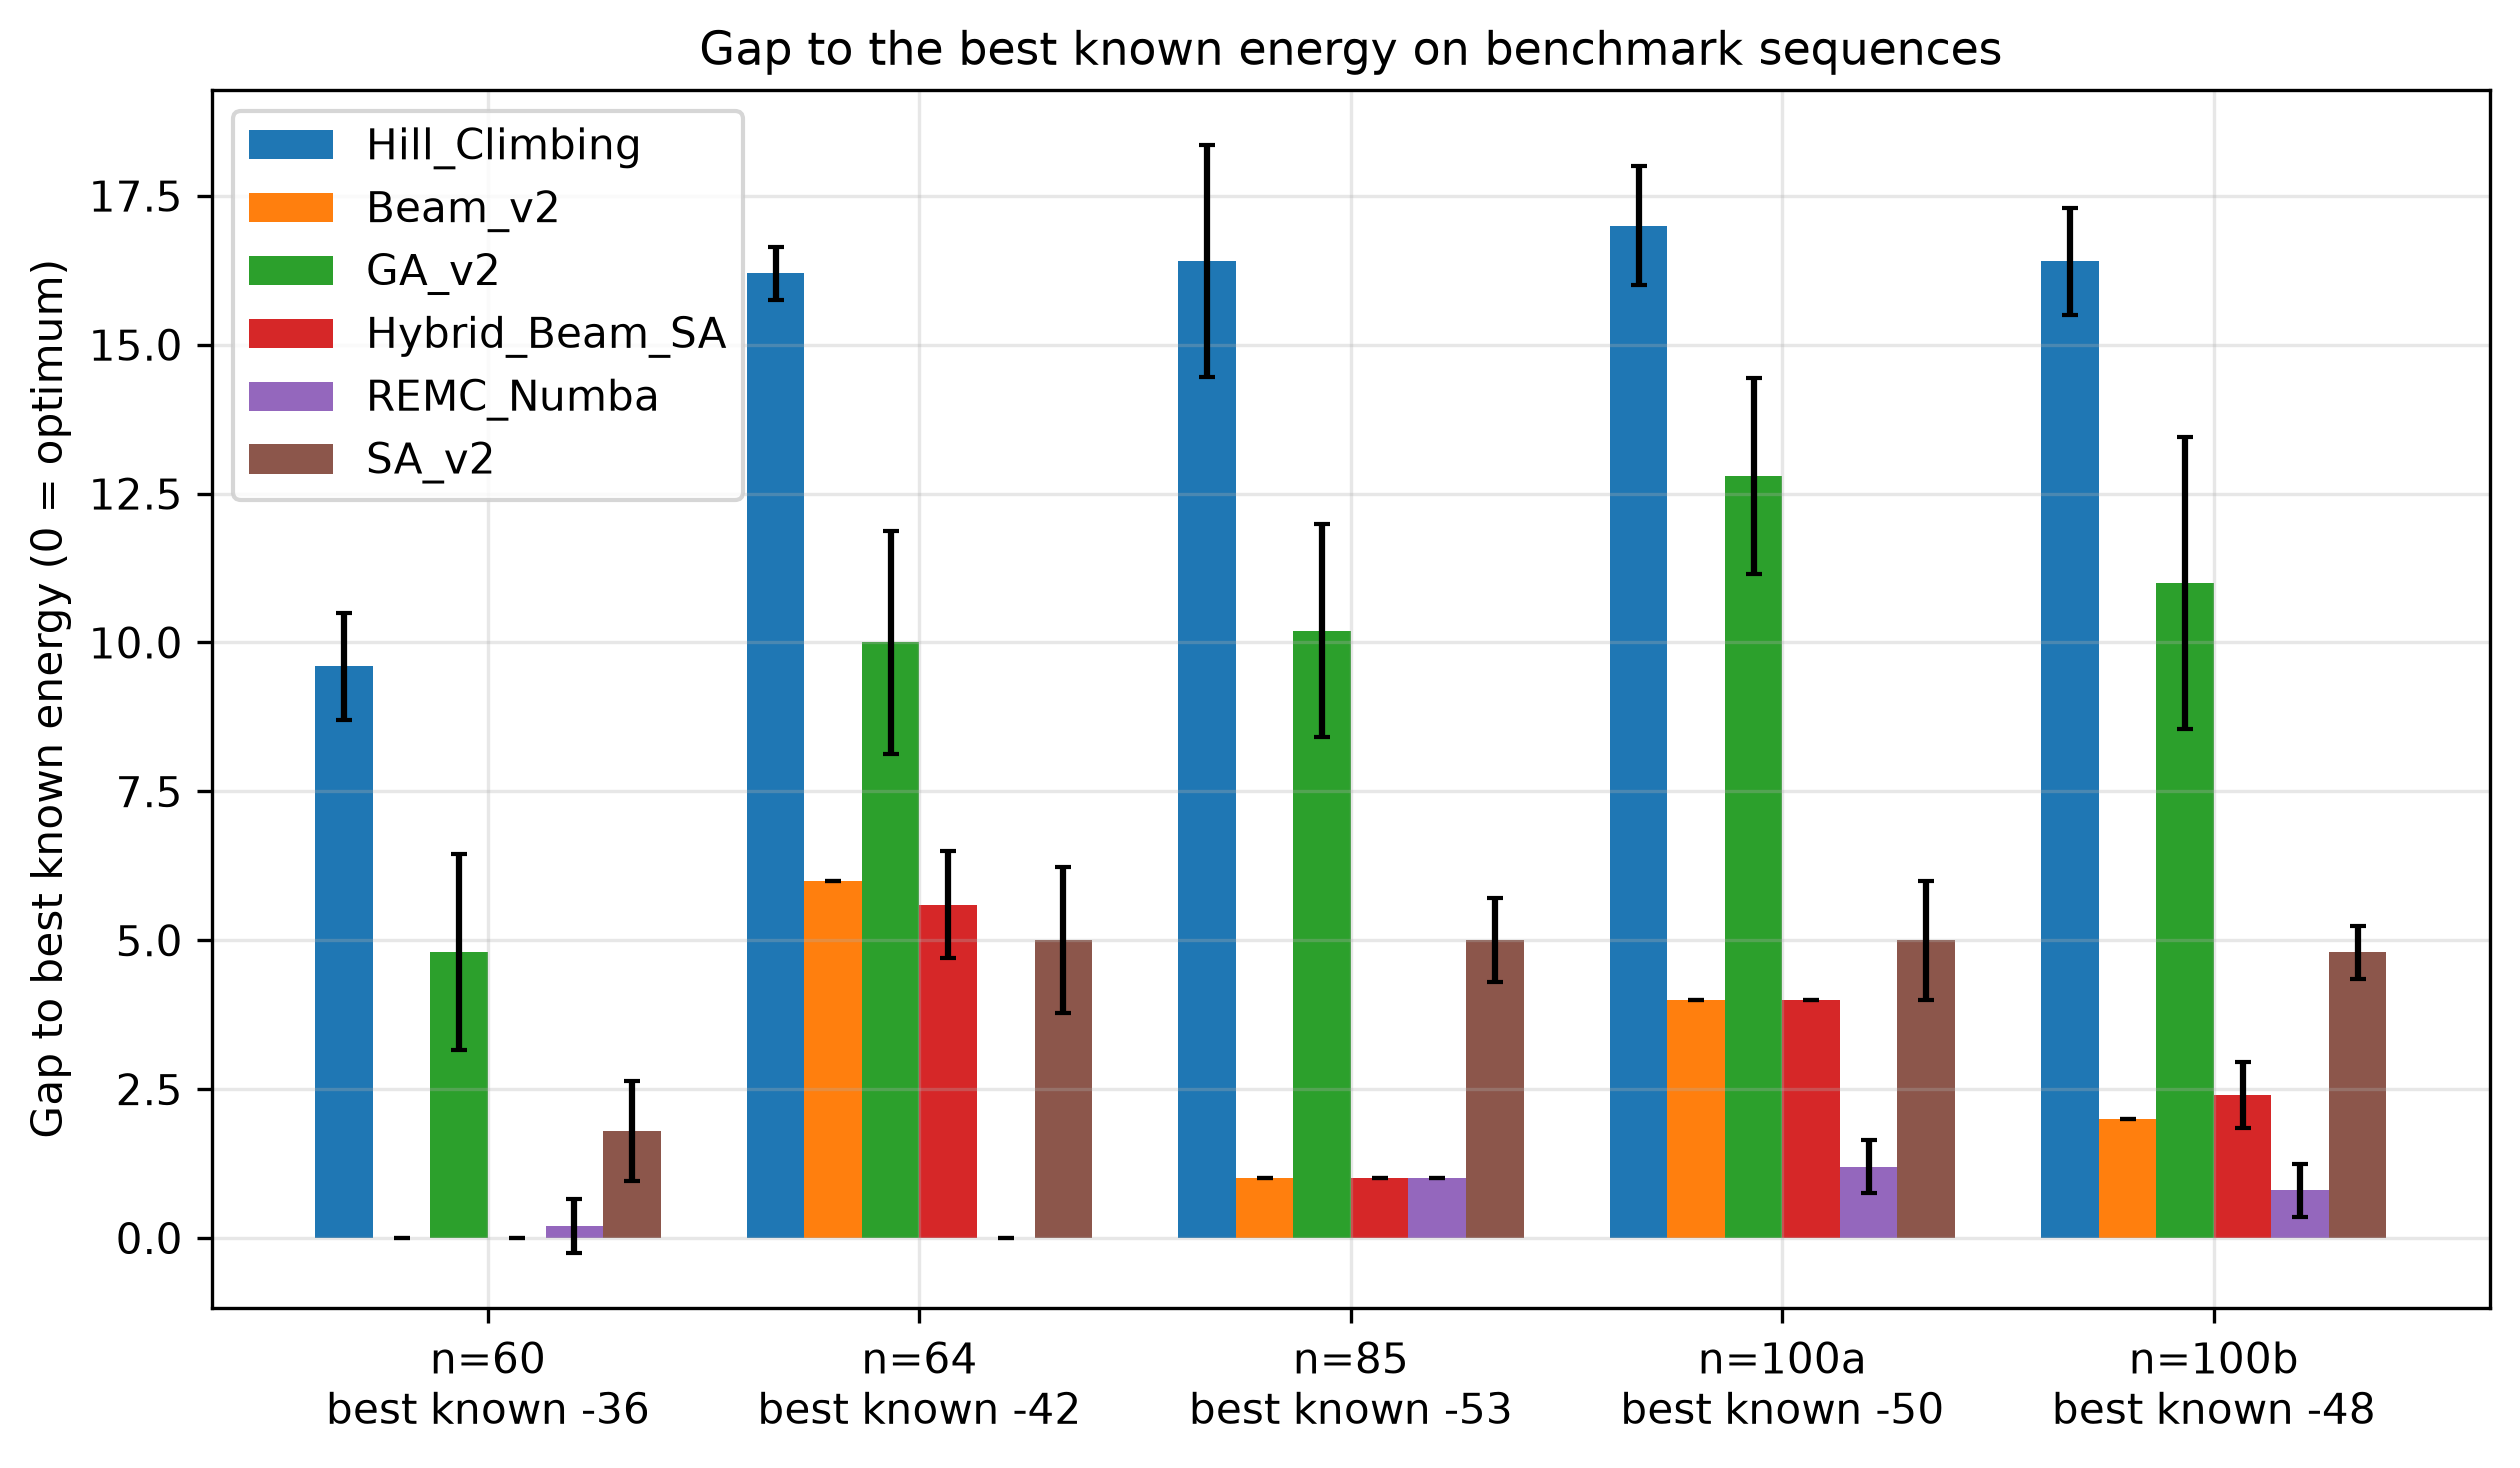 Gap to the best known energy on benchmark sequences
Gap to best known energy (0 = optimum)
17.5
15.0
12.5
10.0
7.5
5.0
2.5
0.0
Hill_Climbing
Beam_v2
GA_v2
Hybrid_Beam_SA
REMC_Numba
SA_v2
n=60
best known -36
n=64
best known -42
n=85
best known -53
n=100a
best known -50
n=100b
best known -48